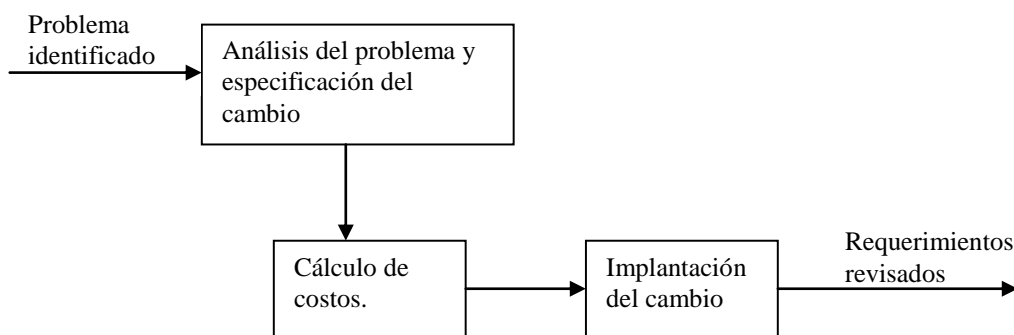 Problema
identificado
Análisis del problema y
especificación del
cambio
Cálculo de
costos.
Implantación
del cambio
Requerimientos
revisados